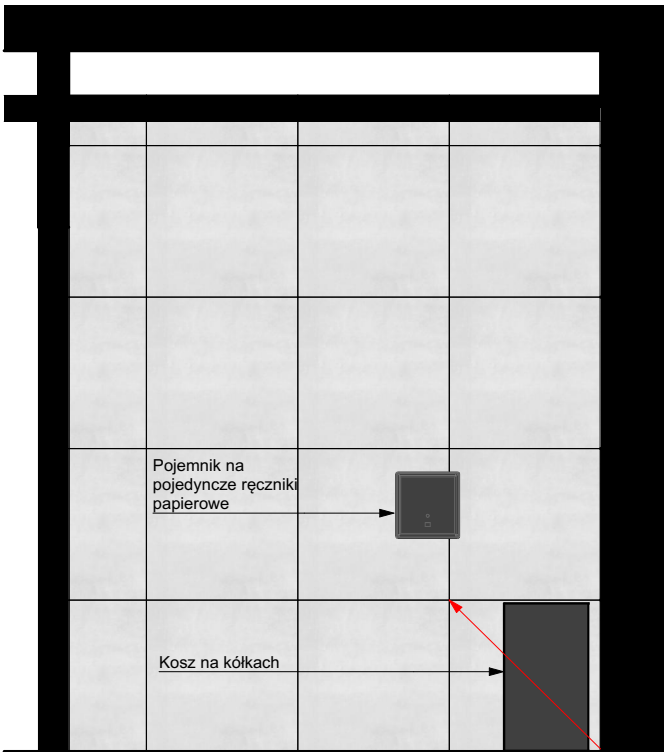 Pojemnik na
pojedyncze ręczniki
papierowe
Kosz na kółkach